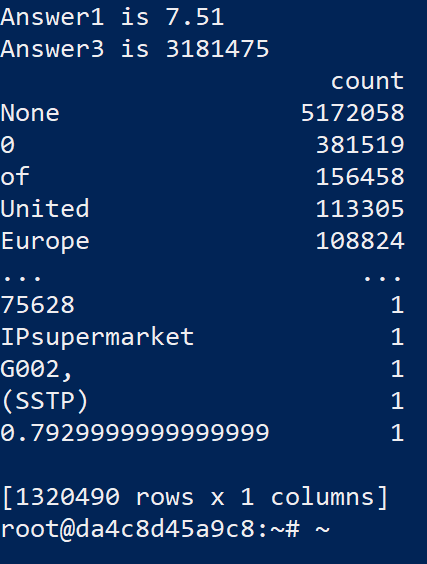 Answer1 is 7.51
Answer3 is 3181475
count
None 5172058
0 381519
of 156458
United 113305
Europe 108824
... ...
75628 1
IPsupermarket 1
G002, 1
(SSTP) 1
0.7929999999999999 1
[1320490 rows x 1 columns]
root@da4c8d45a9c8:~# ~